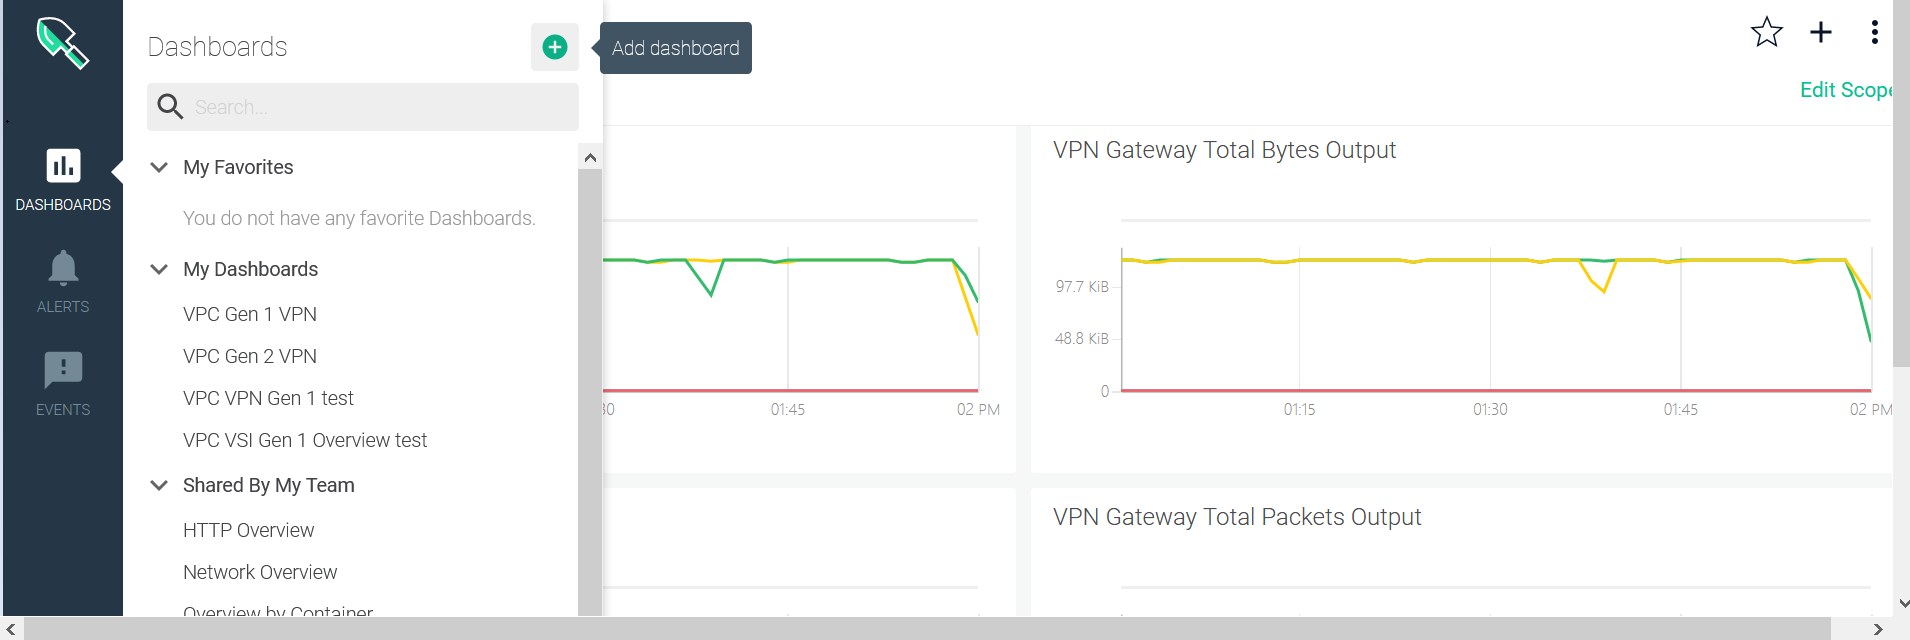 Dashboards
Add dashboard
Search...
My Favorites
You do not have any favorite Dashboards.
My Dashboards
VPC Gen 1 VPN
VPC Gen 2 VPN
VPC VPN Gen 1 test
VPC VSI Gen 1 Overview test
Shared By My Team
HTTP Overview
Network Overview
Overview by Container
DASHBOARDS
ALERTS
EVENTS
Edit Scope
30
01:45
02 PM
VPN Gateway Total Bytes Output
97.7 KiB
48.8 KiB
0
01:15
01:30
01:45
02 PM
VPN Gateway Total Packets Output